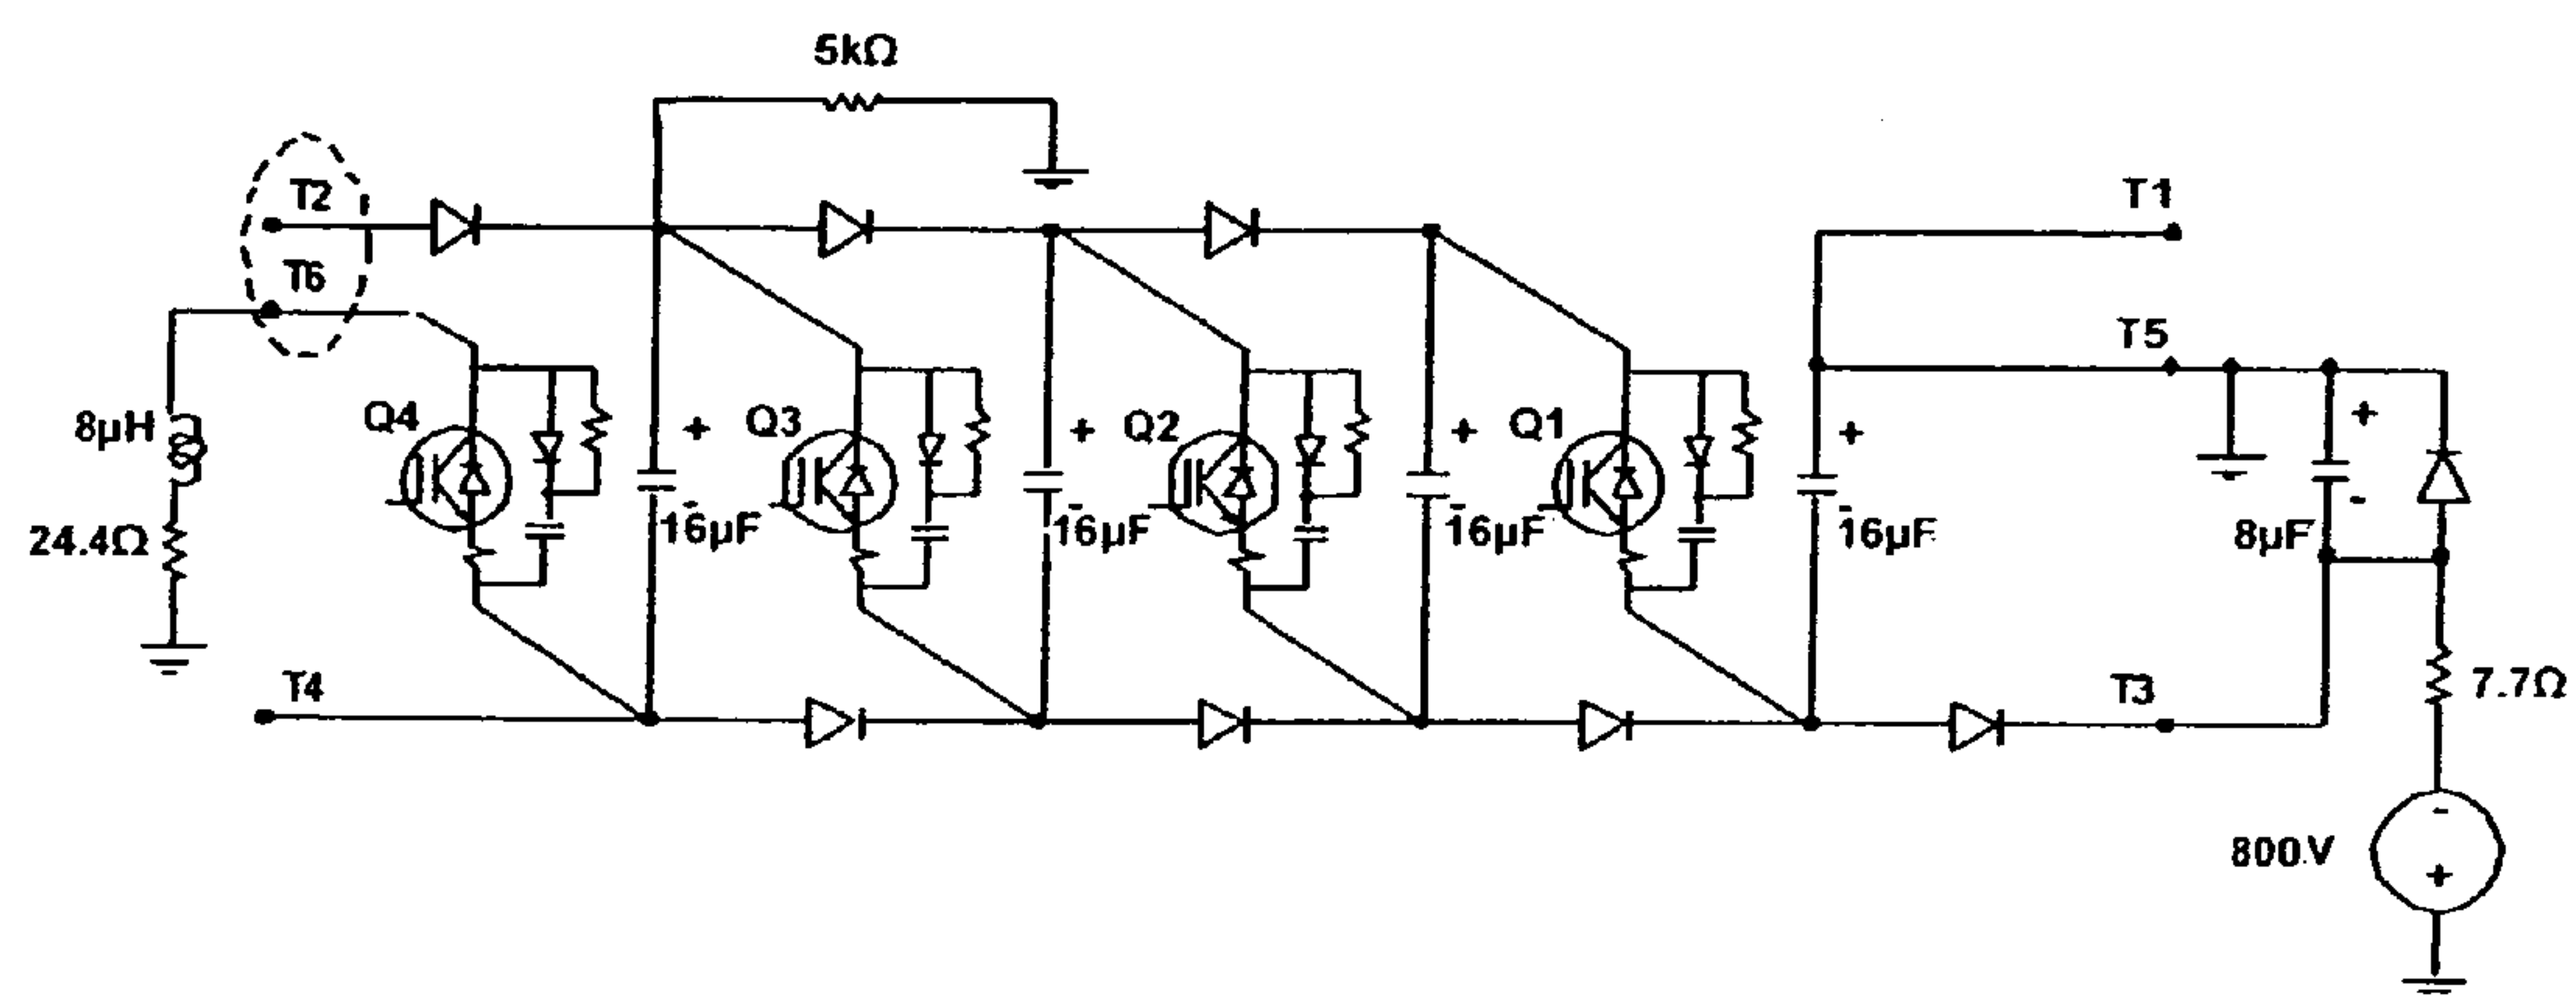 5kΩ
T2
T1
T6
T5
8μH
Q4
+
Q3
+
Q2
+
Q1
+
+
24.4Ω
-
16μF
-
16μF
-
16μF
-
16μF
-
8μF
T4
T3
7.7Ω
-
800V
+